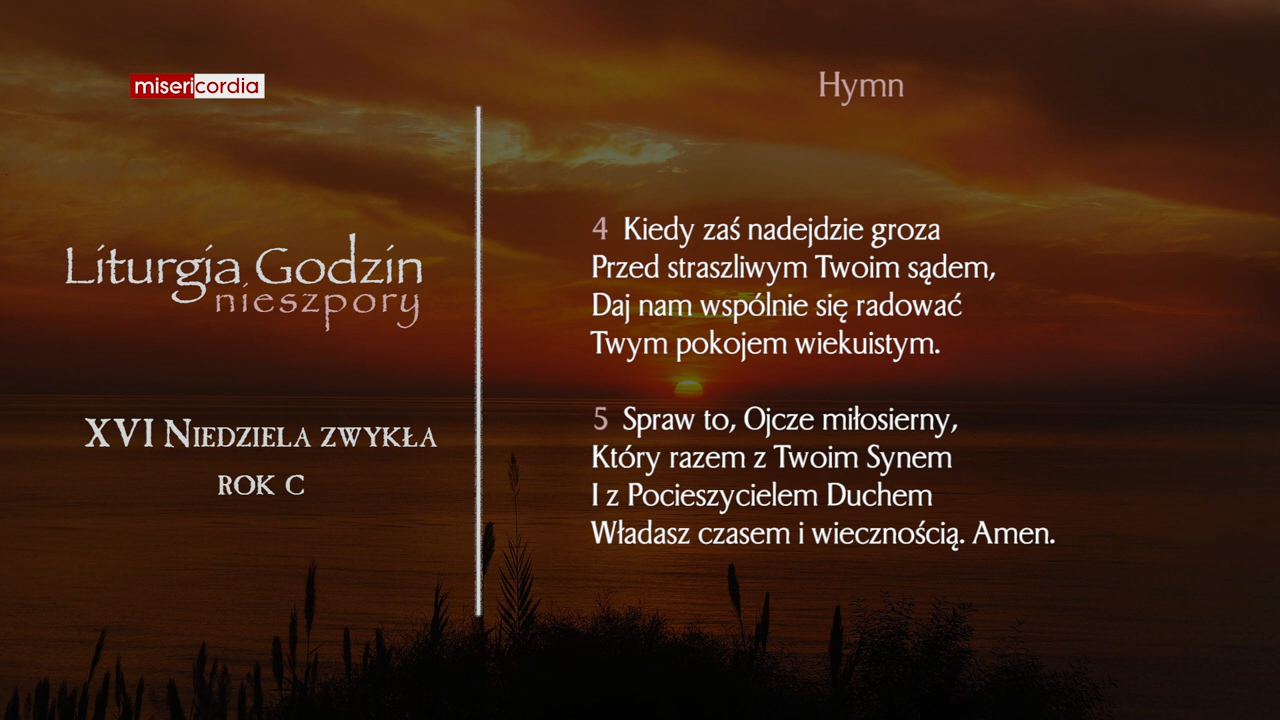 misericordia
Liturgia Godzin
nieszpory
XVI Niedziela zwykła
rok C
Hymn
4 Kiedy zaś nadejdzie groza
Przed straszliwym Twoim sądem,
Daj nam wspólnie się radować
Twym pokojem wiekuistym.
5 Spraw to, Ojcze miłosierny,
Który razem z Twoim Synem
I z Pocieszycielem Duchem
Władasz czasem i wiecznością. Amen.